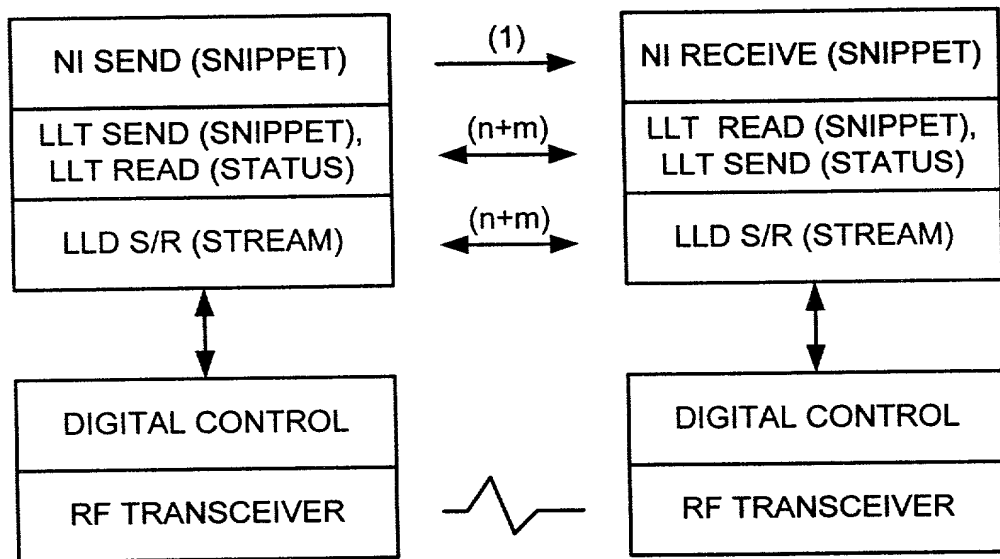 NI SEND (SNIPPET)
(1)
NI RECEIVE (SNIPPET)
LLT SEND (SNIPPET),
LLT READ (STATUS)
(n+m)
LLT READ (SNIPPET),
LLT SEND (STATUS)
LLD S/R (STREAM)
(n+m)
LLD S/R (STREAM)
DIGITAL CONTROL
DIGITAL CONTROL
RF TRANSCEIVER
RF TRANSCEIVER